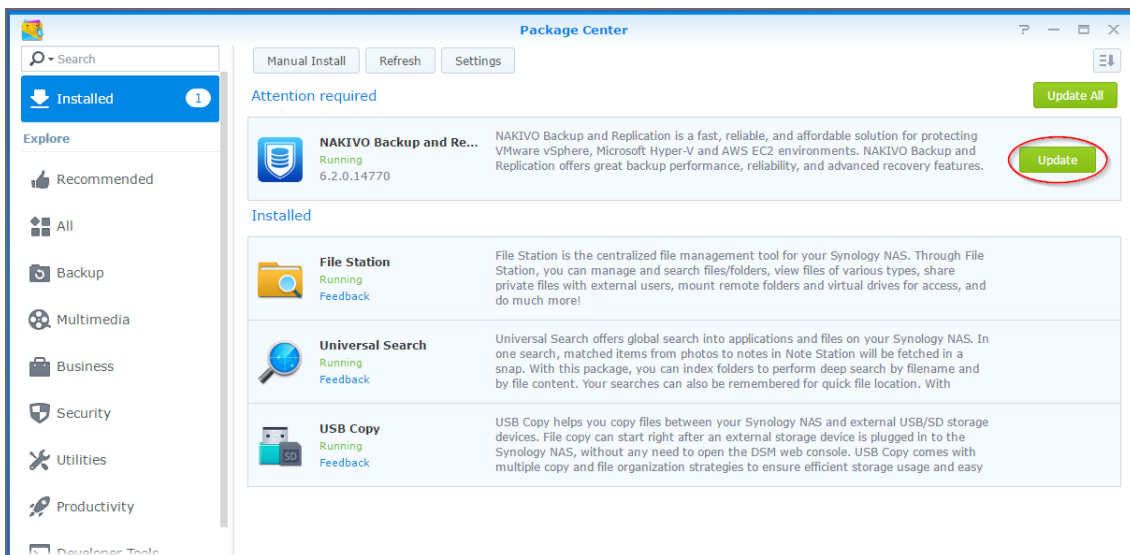 Package Center
Search
Manual Install Refresh Settings
Installed 1
Attention required
Update All
Explore
NAKIVO Backup and Re...
Running
6.2.0.14770
NAKIVO Backup and Replication is a fast, reliable, and affordable solution for protecting
VMware vSphere, Microsoft Hyper-V and AWS EC2 environments. NAKIVO Backup and
Replication offers great backup performance, reliability, and advanced recovery features.
Update
Recommended
All
Backup
Multimedia
Business
Security
Utilities
Productivity
Developer Tools
Installed
File Station
Running
Feedback
File Station is the centralized file management tool for your Synology NAS. Through File
Station, you can manage and search files/folders, view files of various types, share
private files with external users, mount remote folders and virtual drives for access, and
do much more!
Universal Search
Running
Feedback
Universal Search offers global search into applications and files on your Synology NAS. In
one search, matched items from photos to notes in Note Station will be fetched in a
snap. With this package, you can index folders to perform deep search by filename and
by file content. Your searches can also be remembered for quick file location. With
USB Copy
Running
Feedback
SD
USB Copy helps you copy files between your Synology NAS and external USB/SD storage
devices. File copy can start right after an external storage device is plugged in to the
Synology NAS, without any need to open the DSM web console. USB Copy comes with
multiple copy and file organization strategies to ensure efficient storage usage and easy